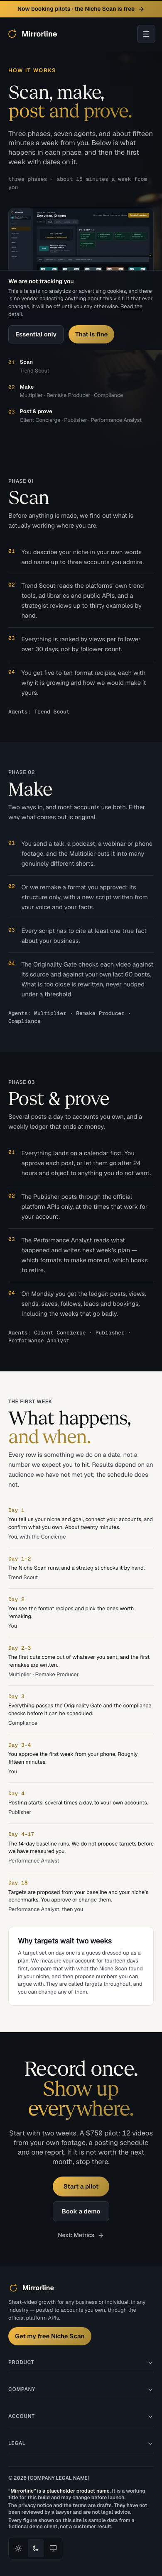 Now booking pilots · the Niche Scan is free →
Mirrorline
HOW IT WORKS
Scan, make,
post and prove.
Three phases, seven agents, and about fifteen
minutes a week from you. Below is what
happens in each phase, and then the first
week with dates on it.
three phases · about 15 minutes a week from
you
We are not tracking you
This site sets no analytics or advertising cookies, and there
is no form here collecting anything about this visit. If that ever
changes, it will be off until you say otherwise. Read the
detail.
Essential only
That is fine
01 Scan
Trend Scout
02 Make
Multiplier · Remake Producer · Compliance
03 Post & prove
Client Concierge · Publisher · Performance Analyst
PHASE 01
Scan
Before anything is made, we find out what is
actually working where you are.
01 You describe your niche in your own words
and name up to three accounts you admire.
02 Trend Scout reads the platforms' own trend
tools, ad libraries and public APIs, and a
strategist reviews up to thirty examples by
hand.
03 Everything is ranked by views per follower
over 30 days, not by follower count.
04 You get five to ten format recipes, each with
why it is growing and how we would make it
yours.
Agents: Trend Scout
PHASE 02
Make
Two ways in, and most accounts use both. Either
way what comes out is original.
01 You send a talk, a podcast, a webinar or phone
footage, and the Multiplier cuts it into many
genuinely different shorts.
02 Or we remake a format you approved: its
structure only, with a new script written from
your voice and your facts.
03 Every script has to cite at least one true fact
about your business.
04 The Originality Gate checks each video against
its source and against your own last 60 posts.
What is too close is rewritten, never nudged
under a threshold.
Agents: Multiplier · Remake Producer ·
Compliance
PHASE 03
Post & prove
Several posts a day to accounts you own, and a
weekly ledger that ends at money.
01 Everything lands on a calendar first. You
approve each post, or let them go after 24
hours and object to anything you do not want.
02 The Publisher posts through the official
platform APIs only, at the times that work for
your account.
03 The Performance Analyst reads what
happened and writes next week's plan —
which formats to make more of, which hooks
to retire.
04 On Monday you get the ledger: posts, views,
sends, saves, follows, leads and bookings.
Including the weeks that go badly.
Agents: Client Concierge · Publisher ·
Performance Analyst
THE FIRST WEEK
What happens,
and when.
Every row is something we do on a date, not a
number we expect you to hit. Results depend on an
audience we have not met yet; the schedule does
not.
Day 1
You tell us your niche and goal, connect your accounts, and
confirm what you own. About twenty minutes.
You, with the Concierge
Day 1–2
The Niche Scan runs, and a strategist checks it by hand.
Trend Scout
Day 2
You see the format recipes and pick the ones worth
remaking.
You
Day 2–3
The first cuts come out of whatever you sent, and the first
remakes are written.
Multiplier · Remake Producer
Day 3
Everything passes the Originality Gate and the compliance
checks before it can be scheduled.
Compliance
Day 3–4
You approve the first week from your phone. Roughly
fifteen minutes.
You
Day 4
Posting starts, several times a day, to your own accounts.
Publisher
Day 4–17
The 14-day baseline runs. We do not propose targets before
we have measured you.
Performance Analyst
Day 18
Targets are proposed from your baseline and your niche's
benchmarks. You approve or change them.
Performance Analyst, then you
Why targets wait two weeks
A target set on day one is a guess dressed up as a
plan. We measure your account for fourteen days
first, compare that with what the Niche Scan found
in your niche, and then propose numbers you can
argue with. They are called targets throughout, and
you can change any of them.
Record once.
Show up
everywhere.
Start with two weeks. A $750 pilot: 12 videos
from your own footage, a posting schedule
and one report. If it is not worth the next
month, stop there.
Start a pilot
Book a demo
Next: Metrics →
Mirrorline
Short-video growth for any business or individual, in any
industry — posted to accounts you own, through the
official platform APIs.
Get my free Niche Scan
PRODUCT
COMPANY
ACCOUNT
LEGAL
© 2026 [COMPANY LEGAL NAME]
"Mirrorline" is a placeholder product name. It is a working
title for this build and may change before launch.
The privacy notice and the terms are drafts. They have not
been reviewed by a lawyer and are not legal advice.
Every figure shown on this site is sample data from a
fictional demo client, not a customer result.